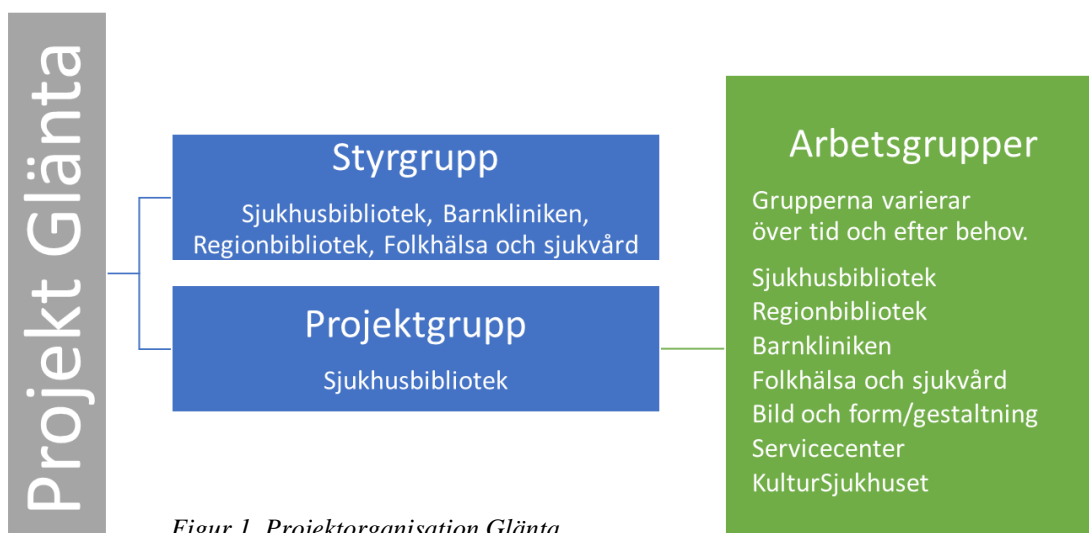 Projekt Glänta
Styrgrupp
Sjukhusbibliotek, Barnkliniken,
Regionbibliotek, Folkhälsa och sjukvård
Projektgrupp
Sjukhusbibliotek
Arbetsgrupper
Grupperna varierar
över tid och efter behov.
Sjukhusbibliotek
Regionbibliotek
Barnkliniken
Folkhälsa och sjukvård
Bild och form/gestaltning
Servicecenter
KulturSjukhuset
Figur 1. Projektorganisation Glänta